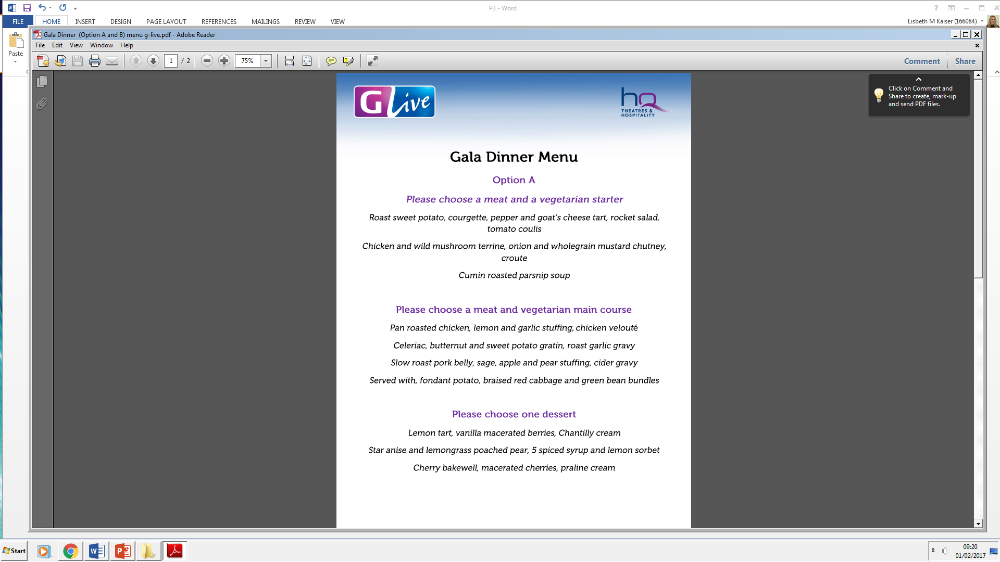 P3 - Word
FILE HOME INSERT DESIGN PAGE LAYOUT REFERENCES MAILINGS REVIEW VIEW
Lisbeth M Kaiser (166084)
Paste
Gala Dinner (Option A and B) menu g-live.pdf - Adobe Reader
File Edit View Window Help
1 / 2
75%
Comment Share
Click on Comment and
Share to create, mark-up
and send PDF files.
G Live
hq
THEATRES &
HOSPITALITY
Gala Dinner Menu
Option A
Please choose a meat and a vegetarian starter
Roast sweet potato, courgette, pepper and goat’s cheese tart, rocket salad,
tomato coulis
Chicken and wild mushroom terrine, onion and wholegrain mustard chutney,
croute
Cumin roasted parsnip soup
Please choose a meat and vegetarian main course
Pan roasted chicken, lemon and garlic stuffing, chicken velouté
Celeriac, butternut and sweet potato gratin, roast garlic gravy
Slow roast pork belly, sage, apple and pear stuffing, cider gravy
Served with, fondant potato, braised red cabbage and green bean bundles
Please choose one dessert
Lemon tart, vanilla macerated berries, Chantilly cream
Star anise and lemongrass poached pear, 5 spiced syrup and lemon sorbet
Cherry bakewell, macerated cherries, praline cream
Start
09:20
01/02/2017